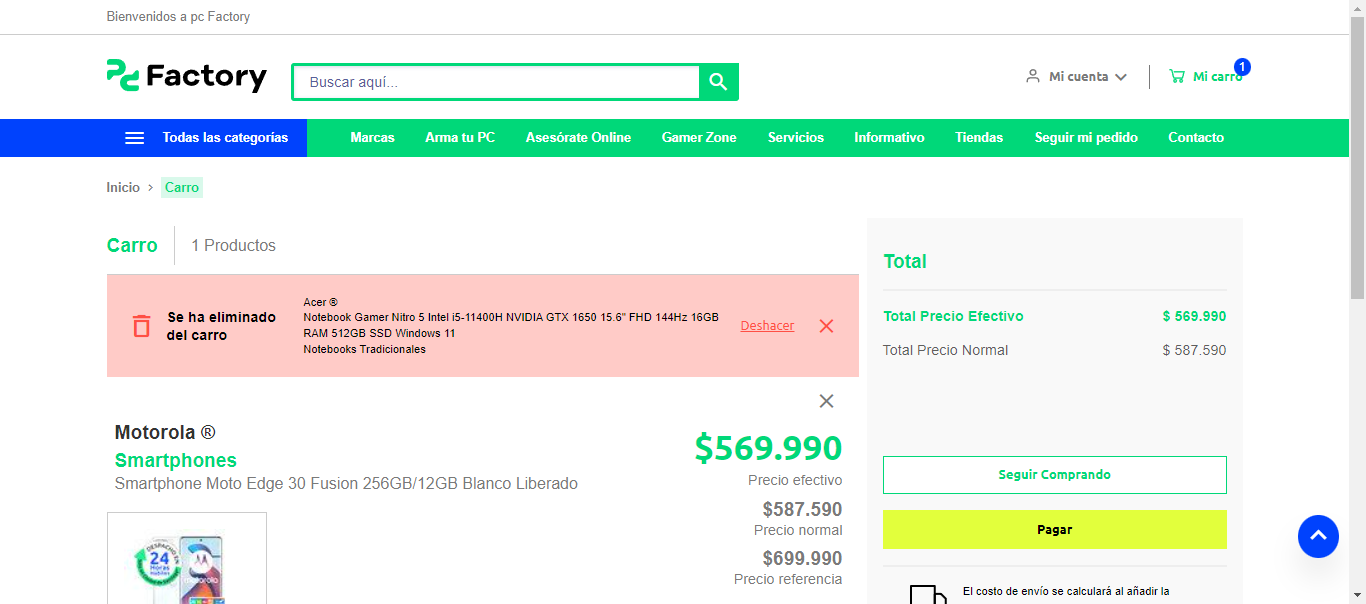 Bienvenidos a pc Factory
Factory
Buscar aquí...
Mi cuenta
Mi carro
1
Todas las categorías
Marcas
Arma tu PC
Asesórate Online
Gamer Zone
Servicios
Informativo
Tiendas
Seguir mi pedido
Contacto
Inicio > Carro
Carro
1 Productos
Se ha eliminado
del carro
Acer ®
Notebook Gamer Nitro 5 Intel i5-11400H NVIDIA GTX 1650 15.6" FHD 144Hz 16GB
RAM 512GB SSD Windows 11
Notebooks Tradicionales
Deshacer
Motorola ®
Smartphones
Smartphone Moto Edge 30 Fusion 256GB/12GB Blanco Liberado
$569.990
Precio efectivo
$587.590
Precio normal
$699.990
Precio referencia
DESPACHO EN
24
Horas
motorola
Total
Total Precio Efectivo
$ 569.990
Total Precio Normal
$ 587.590
Seguir Comprando
Pagar
El costo de envío se calculará al añadir la